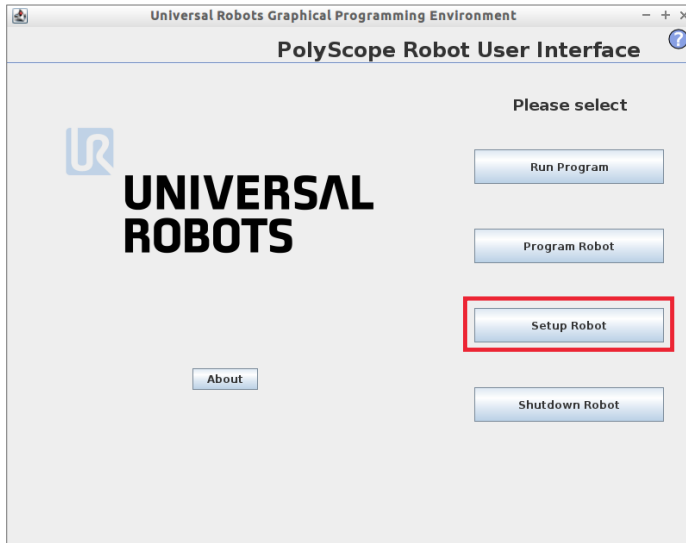 Universal Robots Graphical Programming Environment
PolyScope Robot User Interface
?
Please select
UR
UNIVERSAL
ROBOTS
Run Program
Program Robot
Setup Robot
About
Shutdown Robot